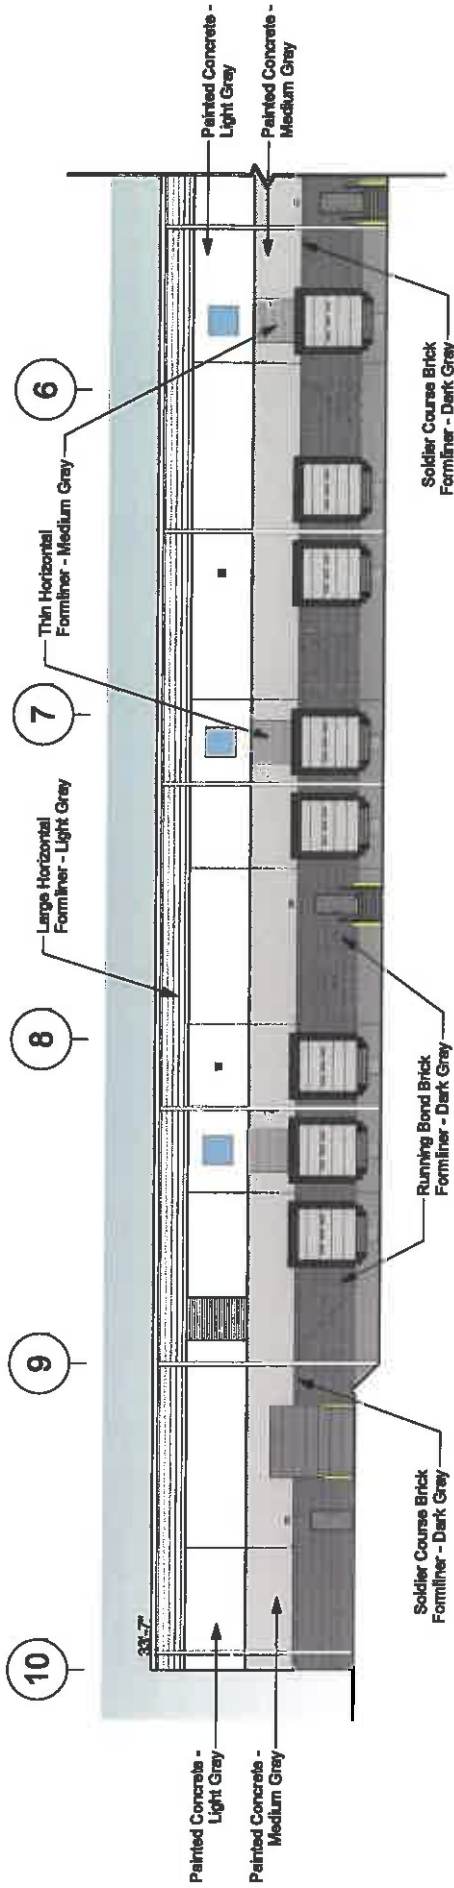 10
9
8
7
6
Large Horizontal
Formliner - Light Gray
Thin Horizontal
Formliner - Medium Gray
33'-7"
Painted Concrete -
Light Gray
Painted Concrete -
Medium Gray
Painted Concrete -
Light Gray
Painted Concrete -
Medium Gray
Soldier Course Brick
Formliner - Dark Gray
Running Bond Brick
Formliner - Dark Gray
Soldier Course Brick
Formliner - Dark Gray